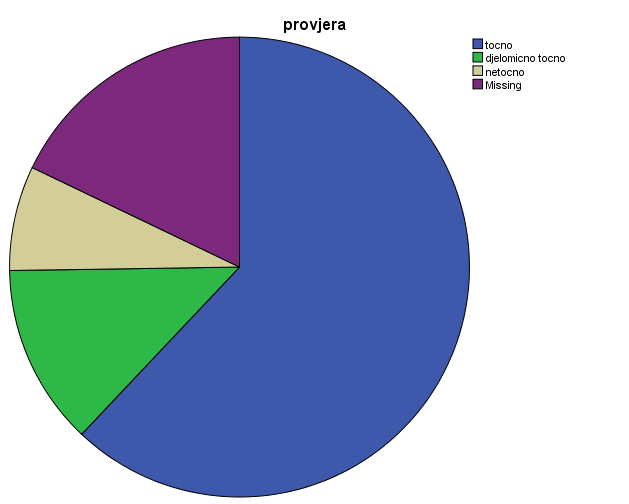 provjera
tocno
djelomicno tocno
netocno
Missing